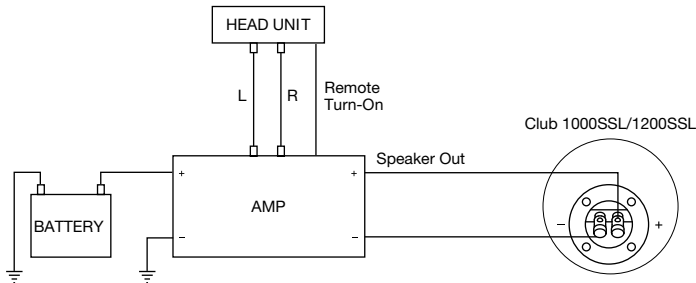 HEAD UNIT
L
R
Remote
Turn-On
Club 1000SSL/1200SSL
Speaker Out
+
+
AMP
BATTERY
−
+
−
−